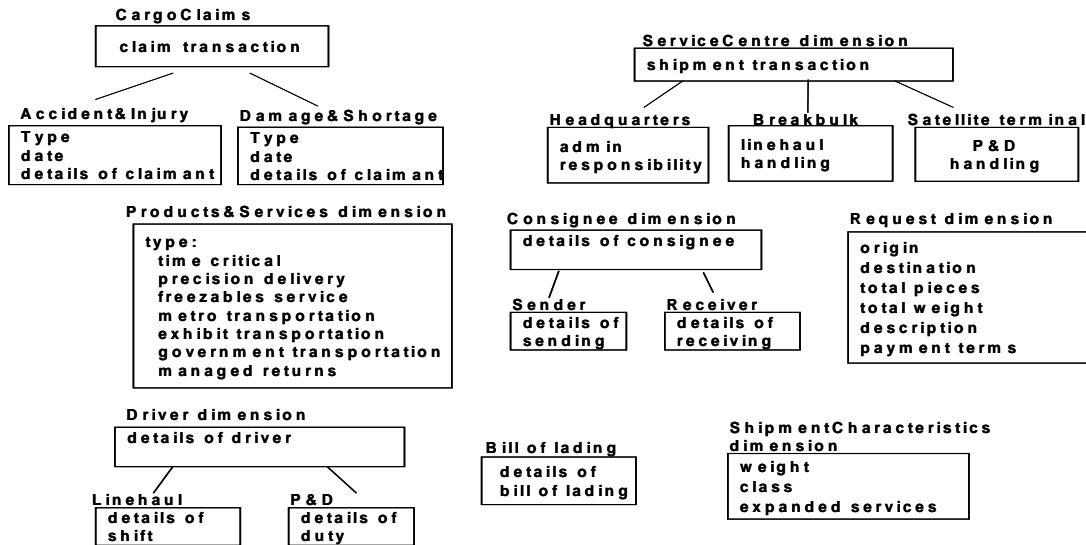 CargoClaims
claim transaction
Accident&Injury
Type
date
details of claimant
Damage&Shortage
Type
date
details of claimant
ServiceCentre dimension
shipment transaction
Headquarters
admin
responsibility
Breakbulk
linehaul
handling
Satellite terminal
P&D
handling
Products&Services dimension
type:
time critical
precision delivery
freezables service
metro transportation
exhibit transportation
government transportation
managed returns
Consignee dimension
details of consignee
Sender
details of
sending
Receiver
details of
receiving
Request dimension
origin
destination
total pieces
total weight
description
payment terms
Driver dimension
details of driver
Linehaul
details of
shift
P&D
details of
duty
Bill of lading
details of
bill of lading
ShipmentCharacteristics
dimension
weight
class
expanded services